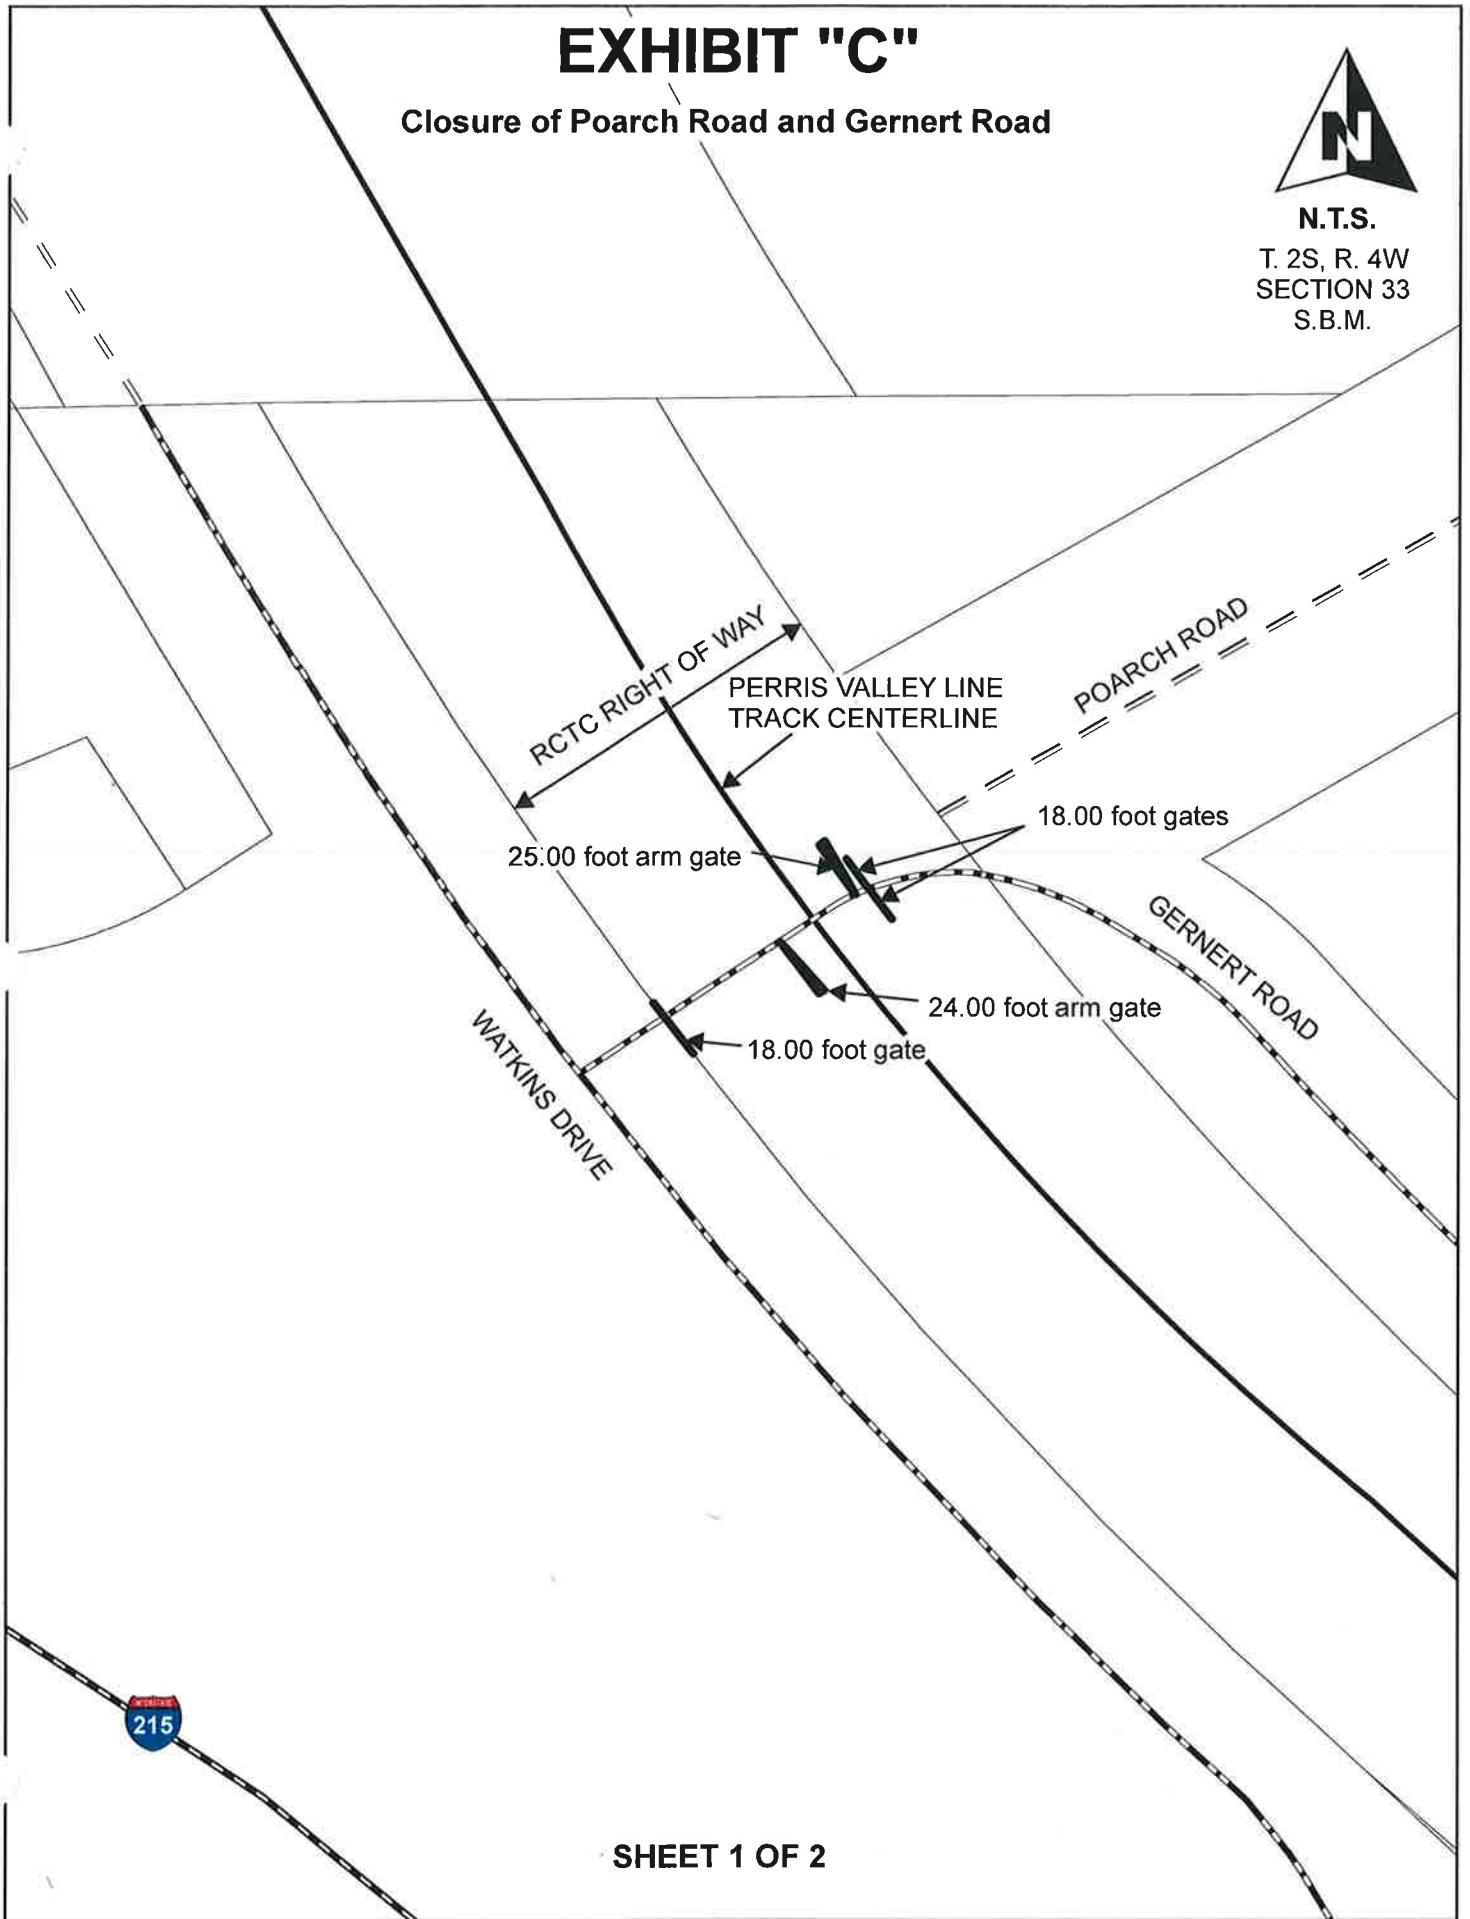 EXHIBIT "C"
Closure of Poarch Road and Gernert Road
N
N.T.S.
T. 2S, R. 4W
SECTION 33
S.B.M.
RCTC RIGHT OF WAY
PERRIS VALLEY LINE
TRACK CENTERLINE
POARCH ROAD
18.00 foot gates
25.00 foot arm gate
GERNERT ROAD
24.00 foot arm gate
18.00 foot gate
WATKINS DRIVE
INTERSTATE
215
SHEET 1 OF 2